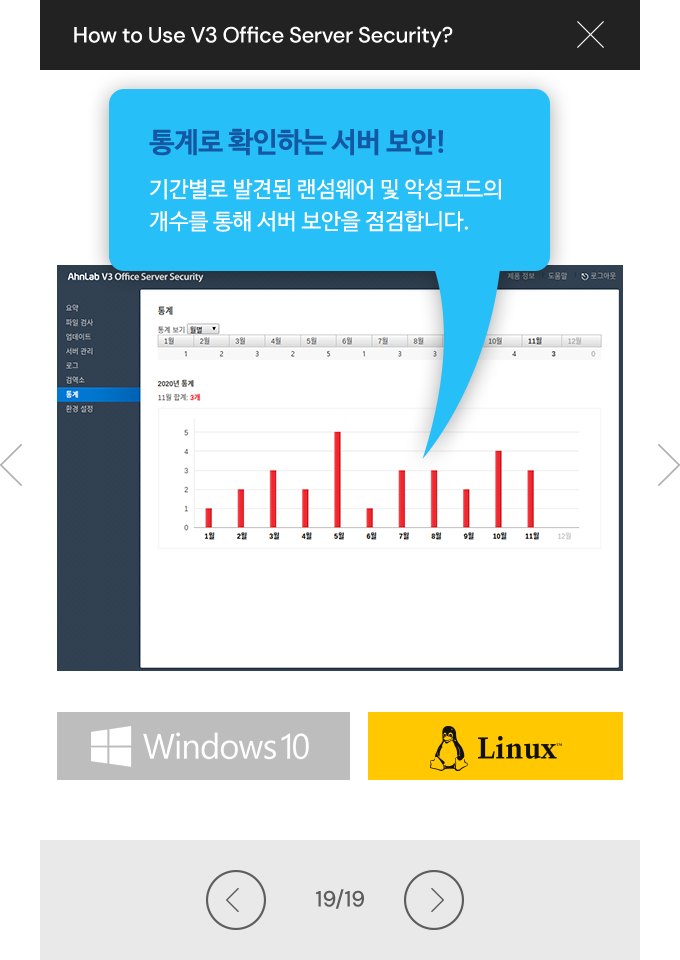 How to Use V3 Office Server Security?
통계로 확인하는 서버 보안!
기간별로 발견된 랜섬웨어 및 악성코드의
개수를 통해 서버 보안을 점검합니다.
AhnLab V3 Office Server Security
제품 정보 도움말 로그아웃
요약
파일 검사
업데이트
서버 관리
로그
검역소
통계
환경 설정
통계
통계 보기 월별
1월 2월 3월 4월 5월 6월 7월 8월 10월 11월 12월
1 2 3 2 5 1 3 3 4 3 0
2020년 통계
11월 합계: 3개
5
4
3
2
1
0
1월 2월 3월 4월 5월 6월 7월 8월 9월 10월 11월 12월
Windows 10
Linux™
19/19